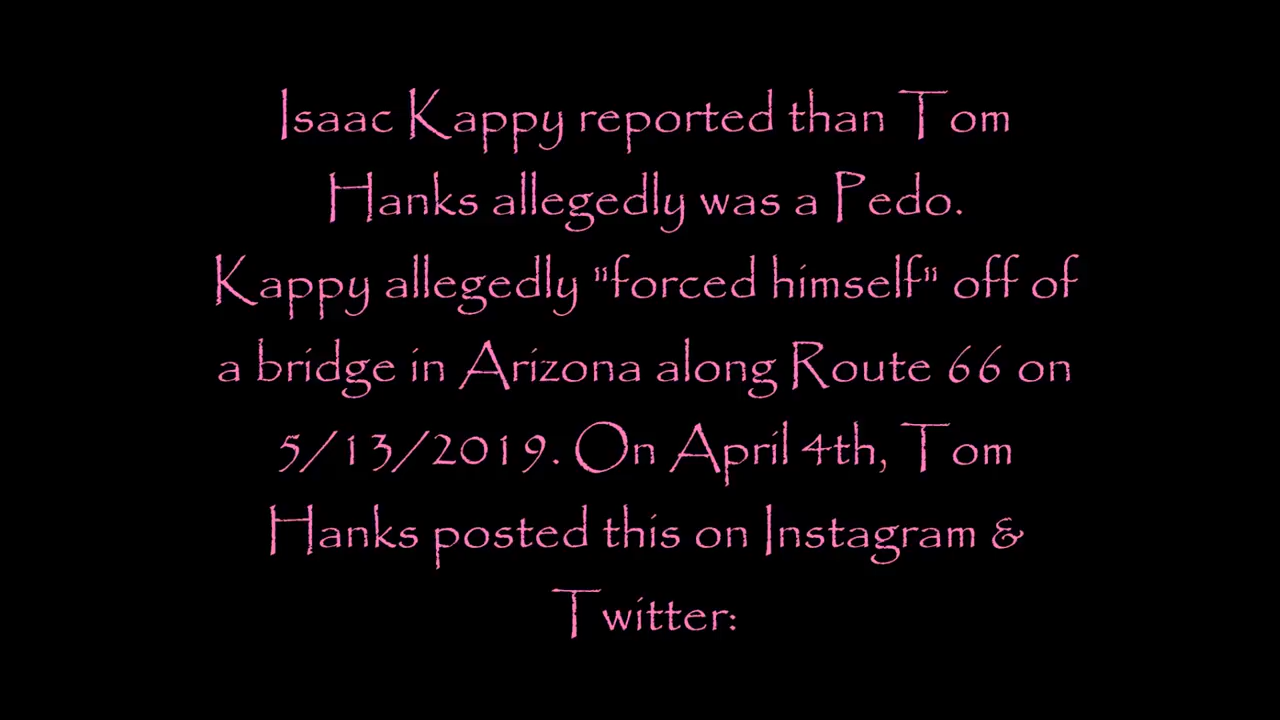 Isaac Kappy reported than Tom
Hanks allegedly was a Pedo.
Kappy allegedly "forced himself" off of
a bridge in Arizona along Route 66 on
5/13/2019. On April 4th, Tom
Hanks posted this on Instagram &
Twitter: